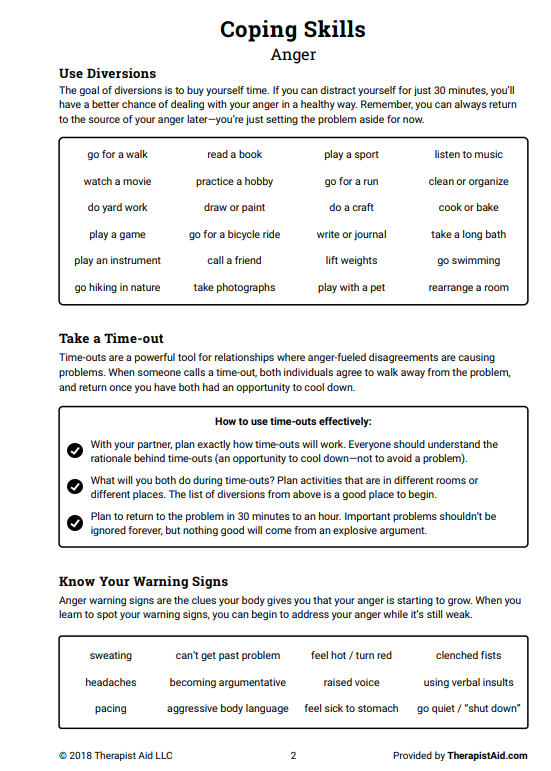 Coping Skills
Anger
Use Diversions
The goal of diversions is to buy yourself time. If you can distract yourself for just 30 minutes, you'll
have a better chance of dealing with your anger in a healthy way. Remember, you can always return
to the source of your anger later—you're just setting the problem aside for now.
go for a walk read a book play a sport listen to music
watch a movie practice a hobby go for a run clean or organize
do yard work draw or paint do a craft cook or bake
play a game go for a bicycle ride write or journal take a long bath
play an instrument call a friend lift weights go swimming
go hiking in nature take photographs play with a pet rearrange a room
Take a Time-out
Time-outs are a powerful tool for relationships where anger-fueled disagreements are causing
problems. When someone calls a time-out, both individuals agree to walk away from the problem,
and return once you have both had an opportunity to cool down.
How to use time-outs effectively:
With your partner, plan exactly how time-outs will work. Everyone should understand the
rationale behind time-outs (an opportunity to cool down—not to avoid a problem).
What will you both do during time-outs? Plan activities that are in different rooms or
different places. The list of diversions from above is a good place to begin.
Plan to return to the problem in 30 minutes to an hour. Important problems shouldn't be
ignored forever, but nothing good will come from an explosive argument.
Know Your Warning Signs
Anger warning signs are the clues your body gives you that your anger is starting to grow. When you
learn to spot your warning signs, you can begin to address your anger while it's still weak.
sweating can't get past problem feel hot / turn red clenched fists
headaches becoming argumentative raised voice using verbal insults
pacing aggressive body language feel sick to stomach go quiet / "shut down"
© 2018 Therapist Aid LLC 2 Provided by TherapistAid.com